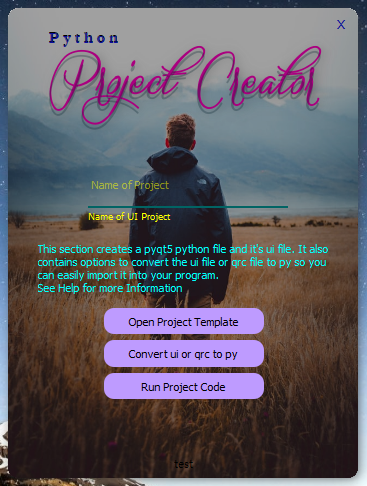 X
Python
Project Creator
Name of Project
Name of UI Project
This section creates a pyqt5 python file and it's ui file. It also
contains options to convert the ui file or qrc file to py so you
can easily import it into your program.
See Help for more Information
Open Project Template
Convert ui or qrc to py
Run Project Code
test